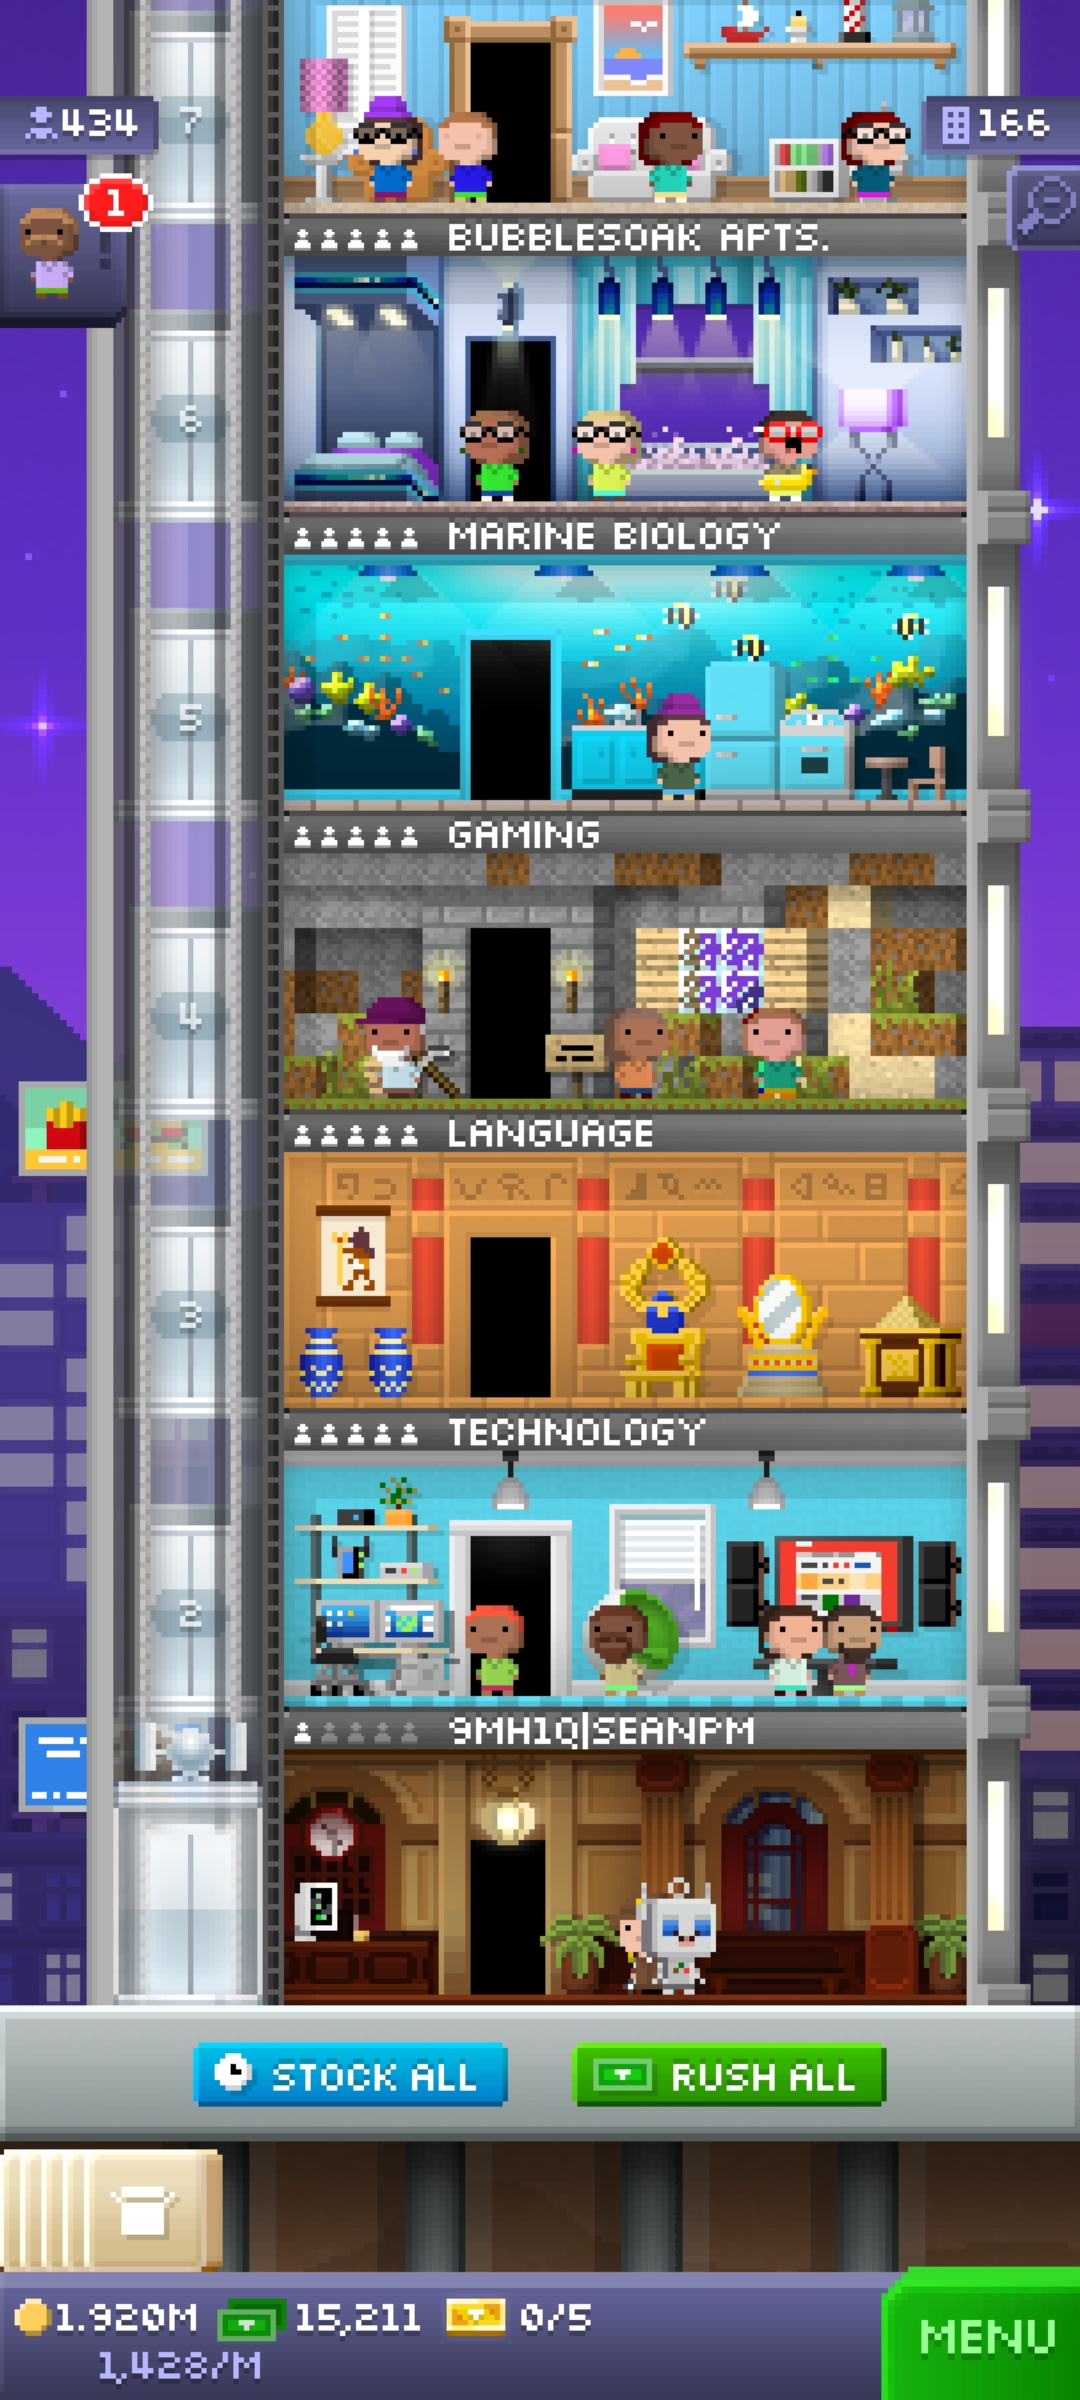 7
434
166
1
BUBBLESOAK APTS.
6
MARINE BIOLOGY
5
GAMING
4
LANGUAGE
3
TECHNOLOGY
2
9MH1Q|SEANPM
STOCK ALL
RUSH ALL
1.920M
15,211
0/5
1,428/M
MENU